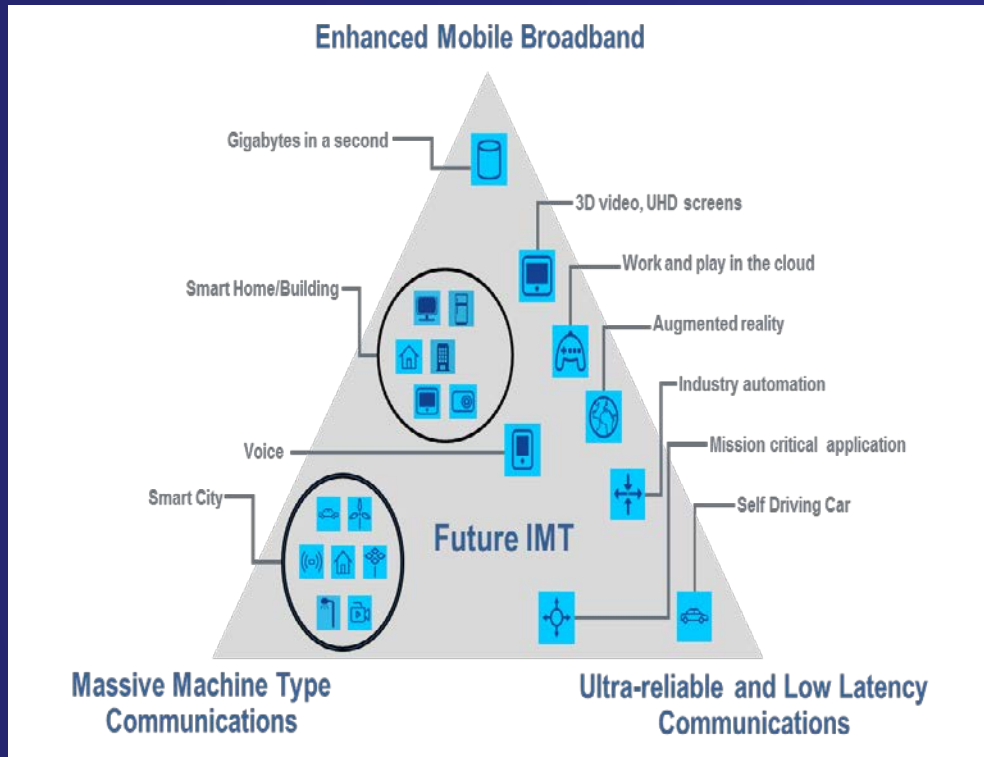 Enhanced Mobile Broadband
Gigabytes in a second
3D video, UHD screens
Work and play in the cloud
Smart Home/Building
Augmented reality
Industry automation
Mission critical application
Voice
Smart City
Self Driving Car
Future IMT
Massive Machine Type
Communications
Ultra-reliable and Low Latency
Communications